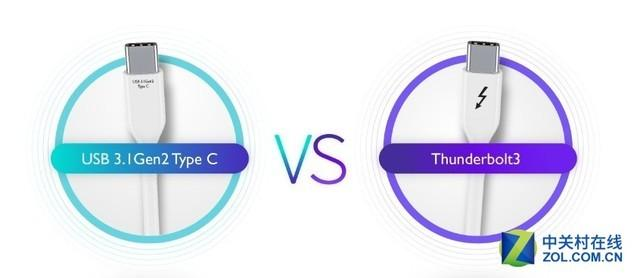 USB 3.1Gen2
Type C
USB 3.1Gen2 Type C
VS
Thunderbolt3
中关村在线
ZOL.COM.CN